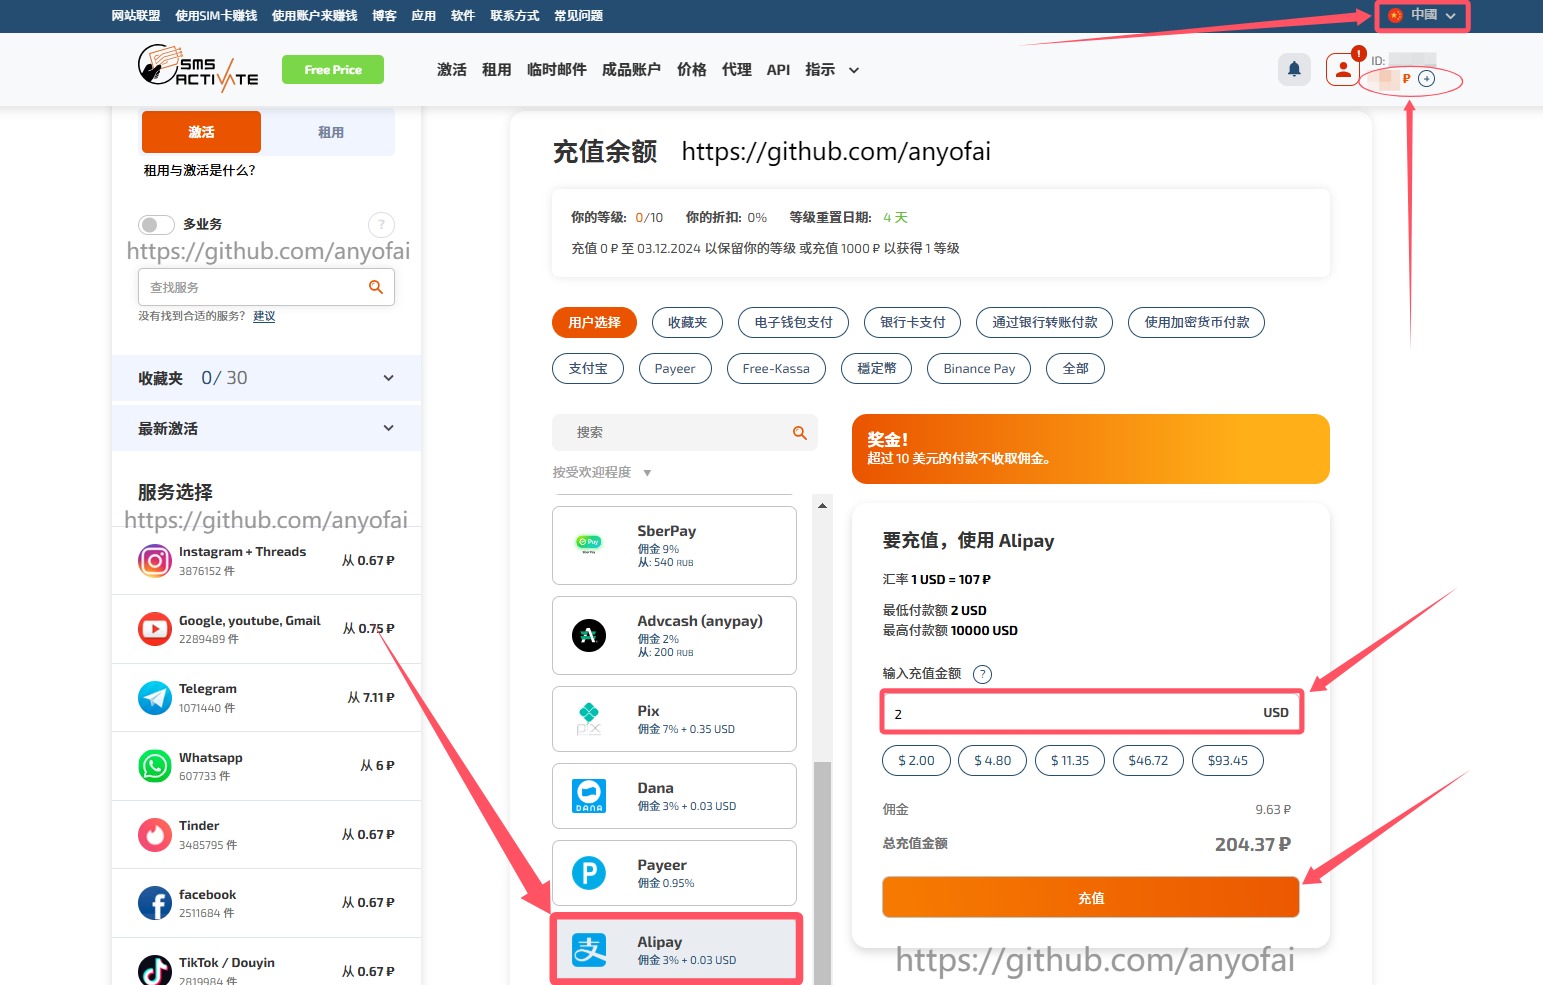 网站联盟 使用SIM卡赚钱 使用账户来赚钱 博客 应用 软件 联系方式 常见问题 中國
SMS ACTIVATE
Free Price
激活 租用 临时邮件 成品账户 价格 代理 API 指示
1
ID:
₽
激活 租用
租用与激活是什么?
多业务 ?
https://github.com/anyofai
查找服务
没有找到合适的服务? 建议
收藏夹 0/ 30
最新激活
服务选择
https://github.com/anyofai
Instagram + Threads
3876152 件
从 0.67 ₽
Google, youtube, Gmail
2289489 件
从 0.75 ₽
Telegram
1071440 件
从 7.11 ₽
Whatsapp
607733 件
从 6 ₽
Tinder
3485795 件
从 0.67 ₽
facebook
2511684 件
从 0.67 ₽
TikTok / Douyin
2819984 件
从 0.67 ₽
充值余额 https://github.com/anyofai
你的等级: 0/10 你的折扣: 0% 等级重置日期: 4 天
充值 0 ₽ 至 03.12.2024 以保留你的等级 或充值 1000 ₽ 以获得 1 等级
用户选择 收藏夹 电子钱包支付 银行卡支付 通过银行转账付款 使用加密货币付款
支付宝 Payeer Free-Kassa 穩定幣 Binance Pay 全部
搜索
按受欢迎程度
Pay
SberPay
佣金 9%
从: 540 RUB
Advcash (anypay)
佣金 2%
从: 200 RUB
pix
Pix
佣金 7% + 0.35 USD
DANA
Dana
佣金 3% + 0.03 USD
Payeer
佣金 0.95%
支
Alipay
佣金 3% + 0.03 USD
奖金!
超过 10 美元的付款不收取佣金。
要充值，使用 Alipay
汇率 1 USD = 107 ₽
最低付款额 2 USD
最高付款额 10000 USD
输入充值金额 ?
2 USD
$ 2.00 $ 4.80 $ 11.35 $46.72 $93.45
佣金 9.63 ₽
总充值金额 204.37 ₽
充值
https://github.com/anyofai